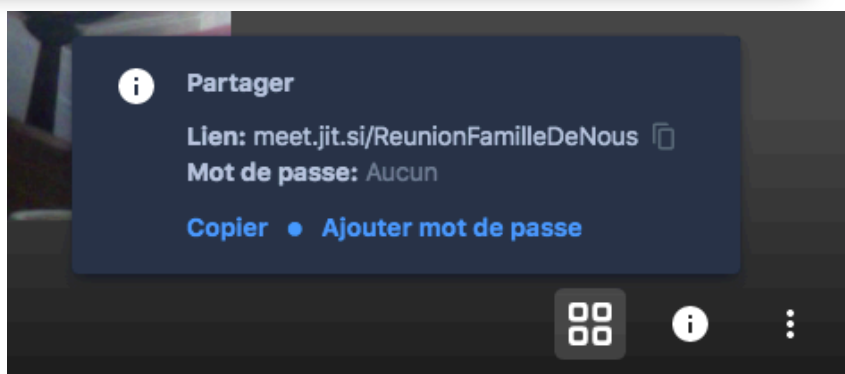 Partager
Lien: meet.jit.si/ReunionFamilleDeNous
Mot de passe: Aucun
Copier • Ajouter mot de passe